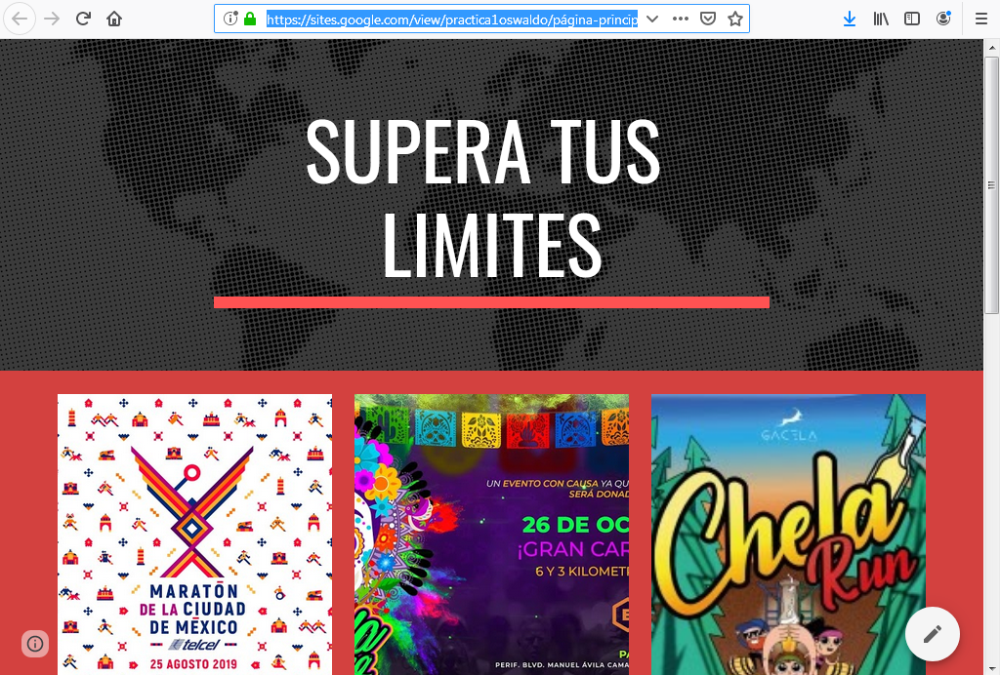 https://sites.google.com/view/practica1oswaldo/página-princip
SUPERA TUS
LIMITES
MARATÓN
DE LA CIUDAD
DE MÉXICO
telcel
25 AGOSTO 2019
UN EVENTO CON CAUSA YA QU
SERÁ DONAD
26 DE OC
¡GRAN CAR
6 Y 3 KILOMET
PA
PERIF. BLVD. MANUEL ÁVILA CAMA
GACELA
Chela
Run